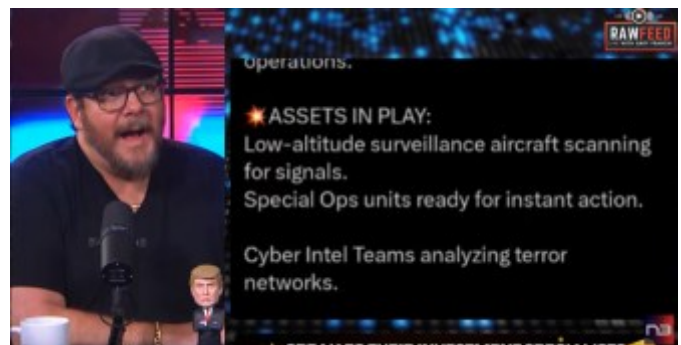 RAWFEED
operations.
💥ASSETS IN PLAY:
Low-altitude surveillance aircraft scanning
for signals.
Special Ops units ready for instant action.
Cyber Intel Teams analyzing terror
networks.